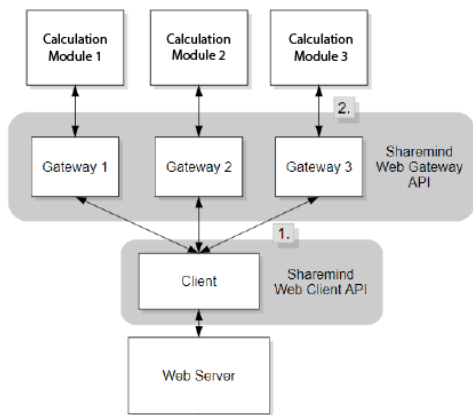 Calculation
Module 1
Calculation
Module 2
Calculation
Module 3
2.
Gateway 1
Gateway 2
Gateway 3
Sharemind
Web Gateway
API
1.
Client
Sharemind
Web Client API
Web Server